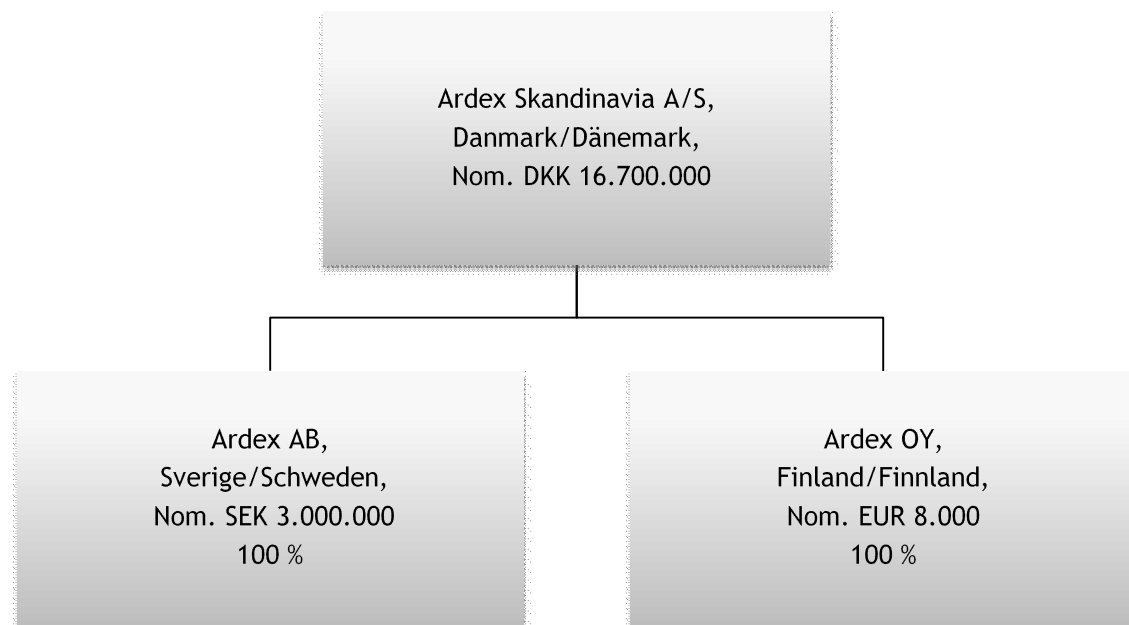 Ardex Skandinavia A/S,
Danmark/Dänemark,
Nom. DKK 16.700.000
Ardex AB,
Sverige/Schweden,
Nom. SEK 3.000.000
100 %
Ardex OY,
Finland/Finnland,
Nom. EUR 8.000
100 %